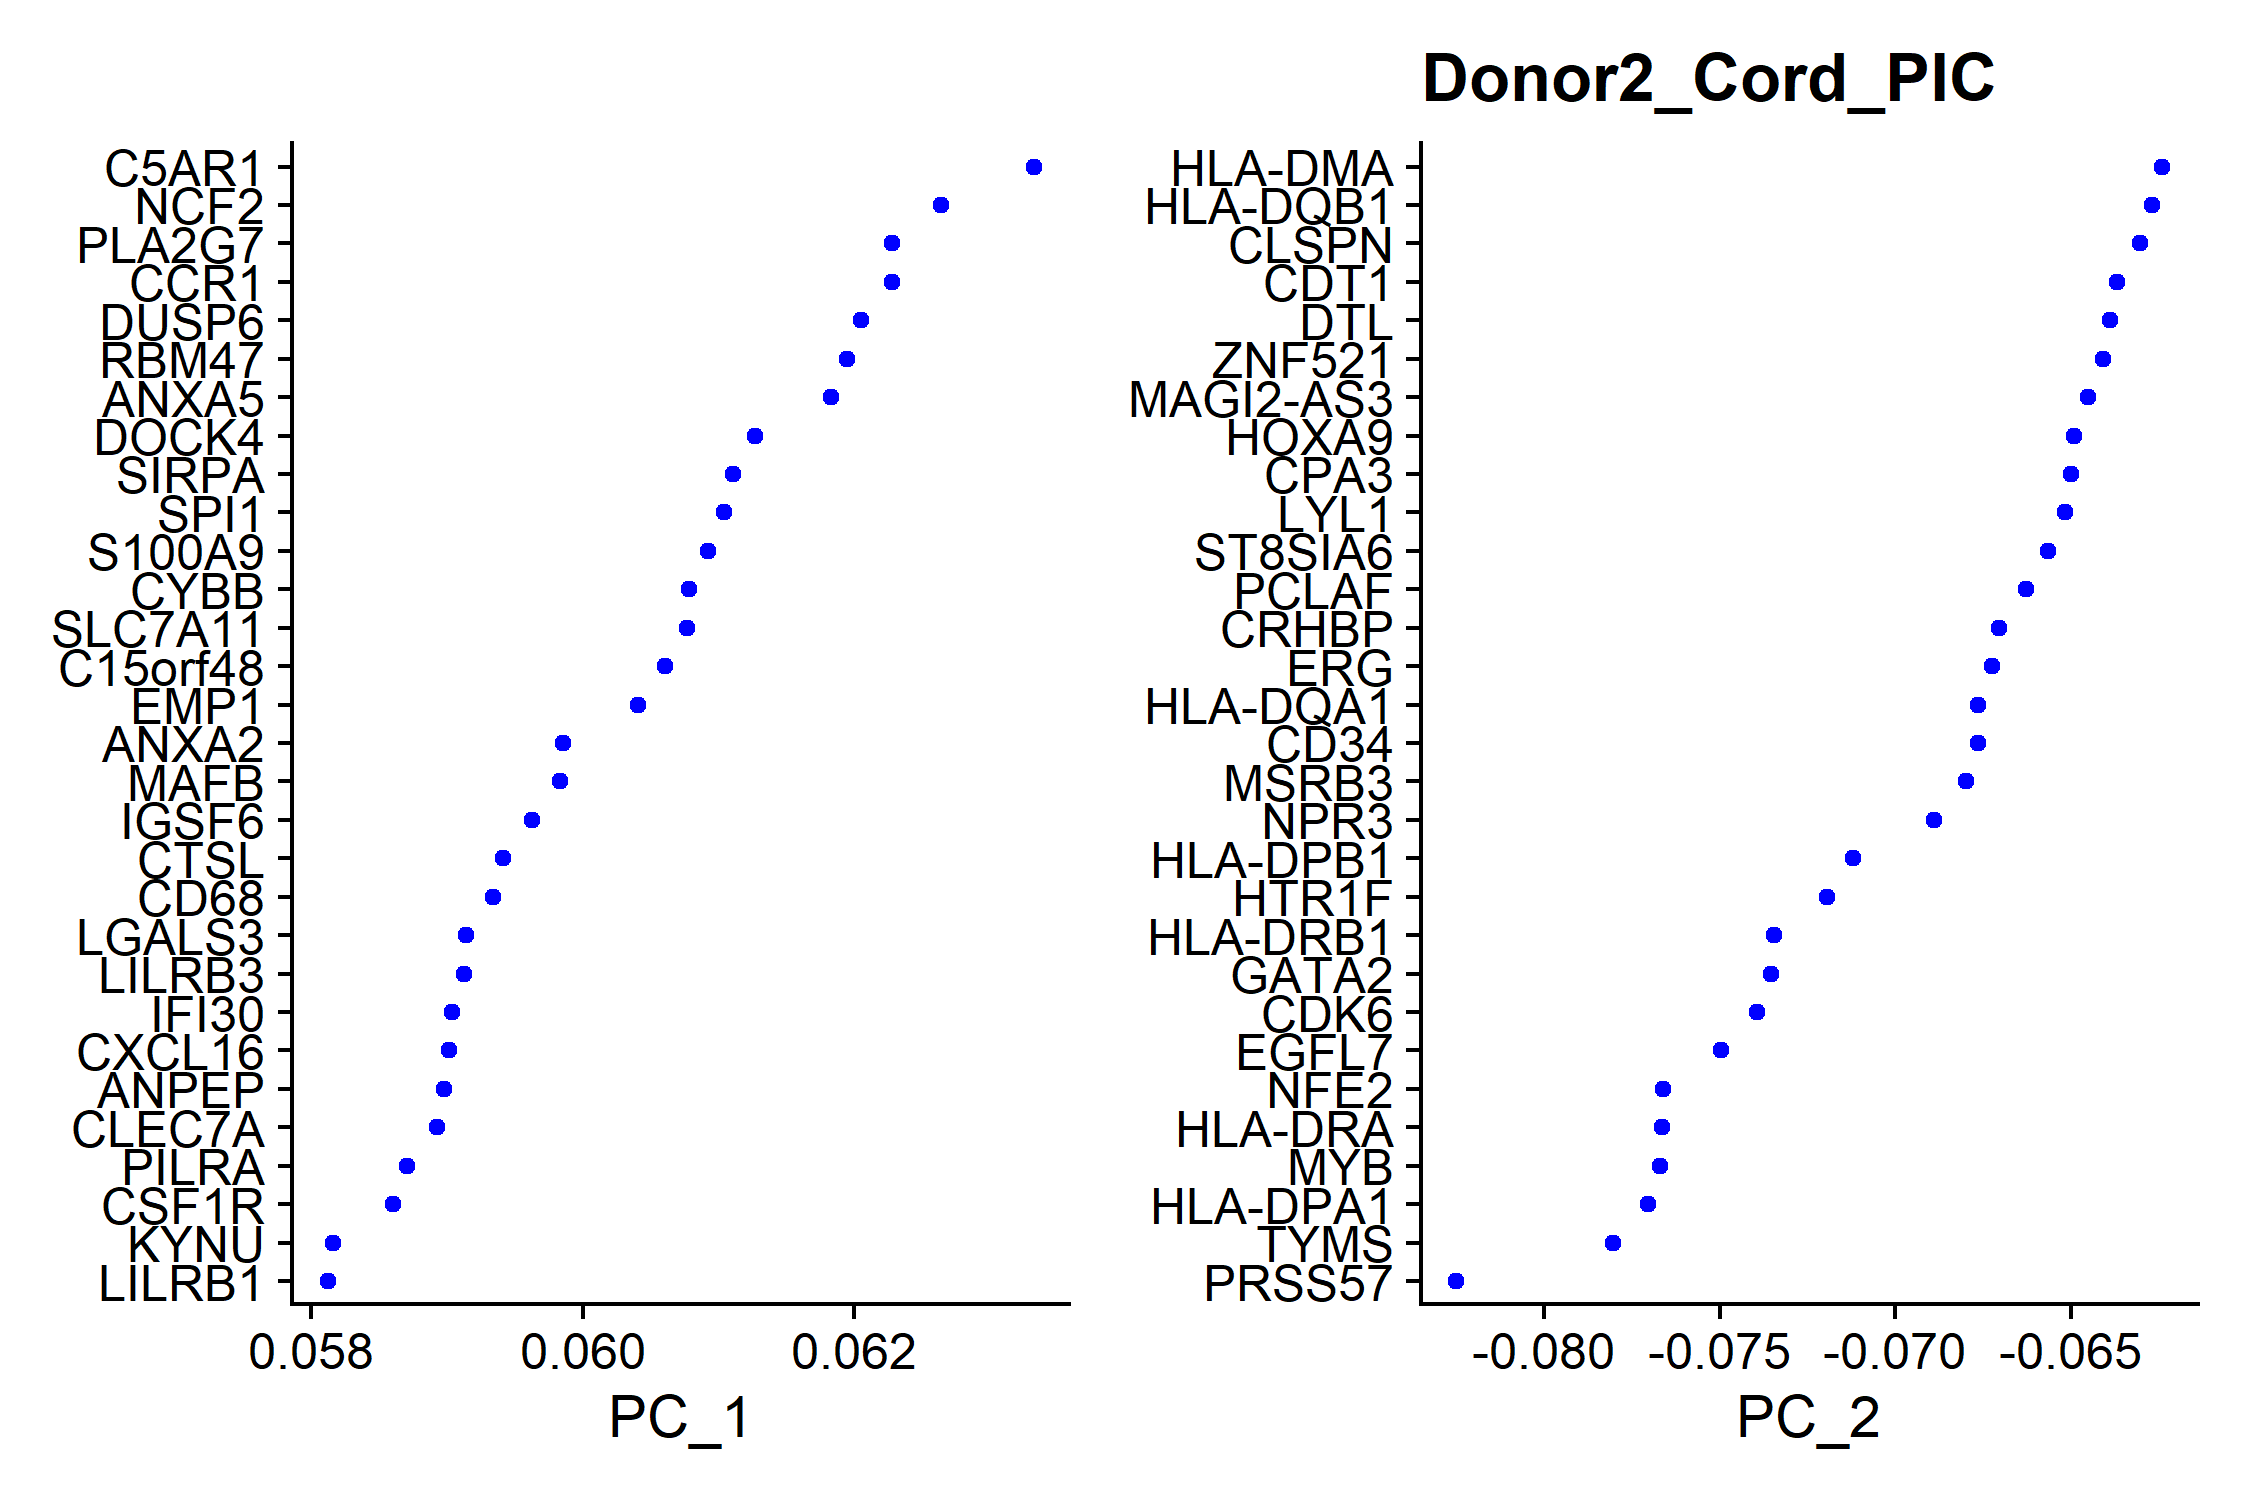 Donor2_Cord_PIC
C5AR1
NCF2
PLA2G7
CCR1
DUSP6
RBM47
ANXA5
DOCK4
SIRPA
SPI1
S100A9
CYBB
SLC7A11
C15orf48
EMP1
ANXA2
MAFB
IGSF6
CTSL
CD68
LGALS3
LILRB3
IFI30
CXCL16
ANPEP
CLEC7A
PILRA
CSF1R
KYNU
LILRB1
0.058 0.060 0.062
PC_1
HLA-DMA
HLA-DQB1
CLSPN
CDT1
DTL
ZNF521
MAGI2-AS3
HOXA9
CPA3
LYL1
ST8SIA6
PCLAF
CRHBP
ERG
HLA-DQA1
CD34
MSRB3
NPR3
HLA-DPB1
HTR1F
HLA-DRB1
GATA2
CDK6
EGFL7
NFE2
HLA-DRA
MYB
HLA-DPA1
TYMS
PRSS57
-0.080 -0.075 -0.070 -0.065
PC_2